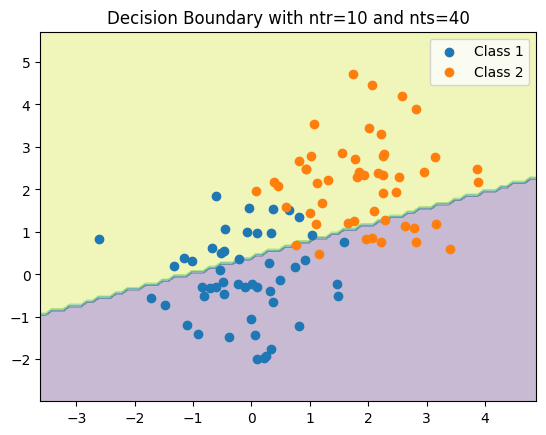 Decision Boundary with ntr=10 and nts=40
Class 1
Class 2
5
4
3
2
1
0
−1
−2
−3 −2 −1 0 1 2 3 4